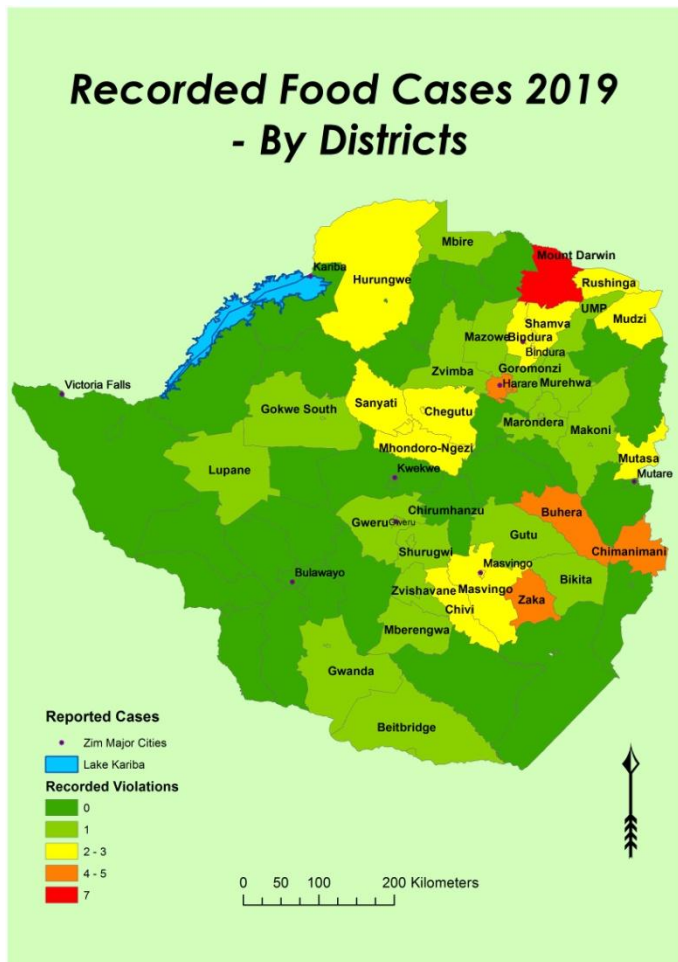 Recorded Food Cases 2019
- By Districts
Mbire
Mount Darwin
Kariba
Hurungwe
Rushinga
UMP
Mudzi
Shamva
Mazowe
Bindura
Bindura
Zvimba
Goromonzi
Harare
Murehwa
Victoria Falls
Sanyati
Chegutu
Gokwe South
Marondera
Makoni
Mhondoro-Ngezi
Mutasa
Lupane
Mutare
Kwekwe
Chirumhanzu
Buhera
Gweru
Gweru
Gutu
Shurugwi
Chimanimani
Masvingo
Bulawayo
Bikita
Zvishavane
Masvingo
Zaka
Chivi
Mberengwa
Gwanda
Beitbridge
Reported Cases
Zim Major Cities
Lake Kariba
Recorded Violations
0
1
2 - 3
4 - 5
7
0 50 100 200 Kilometers